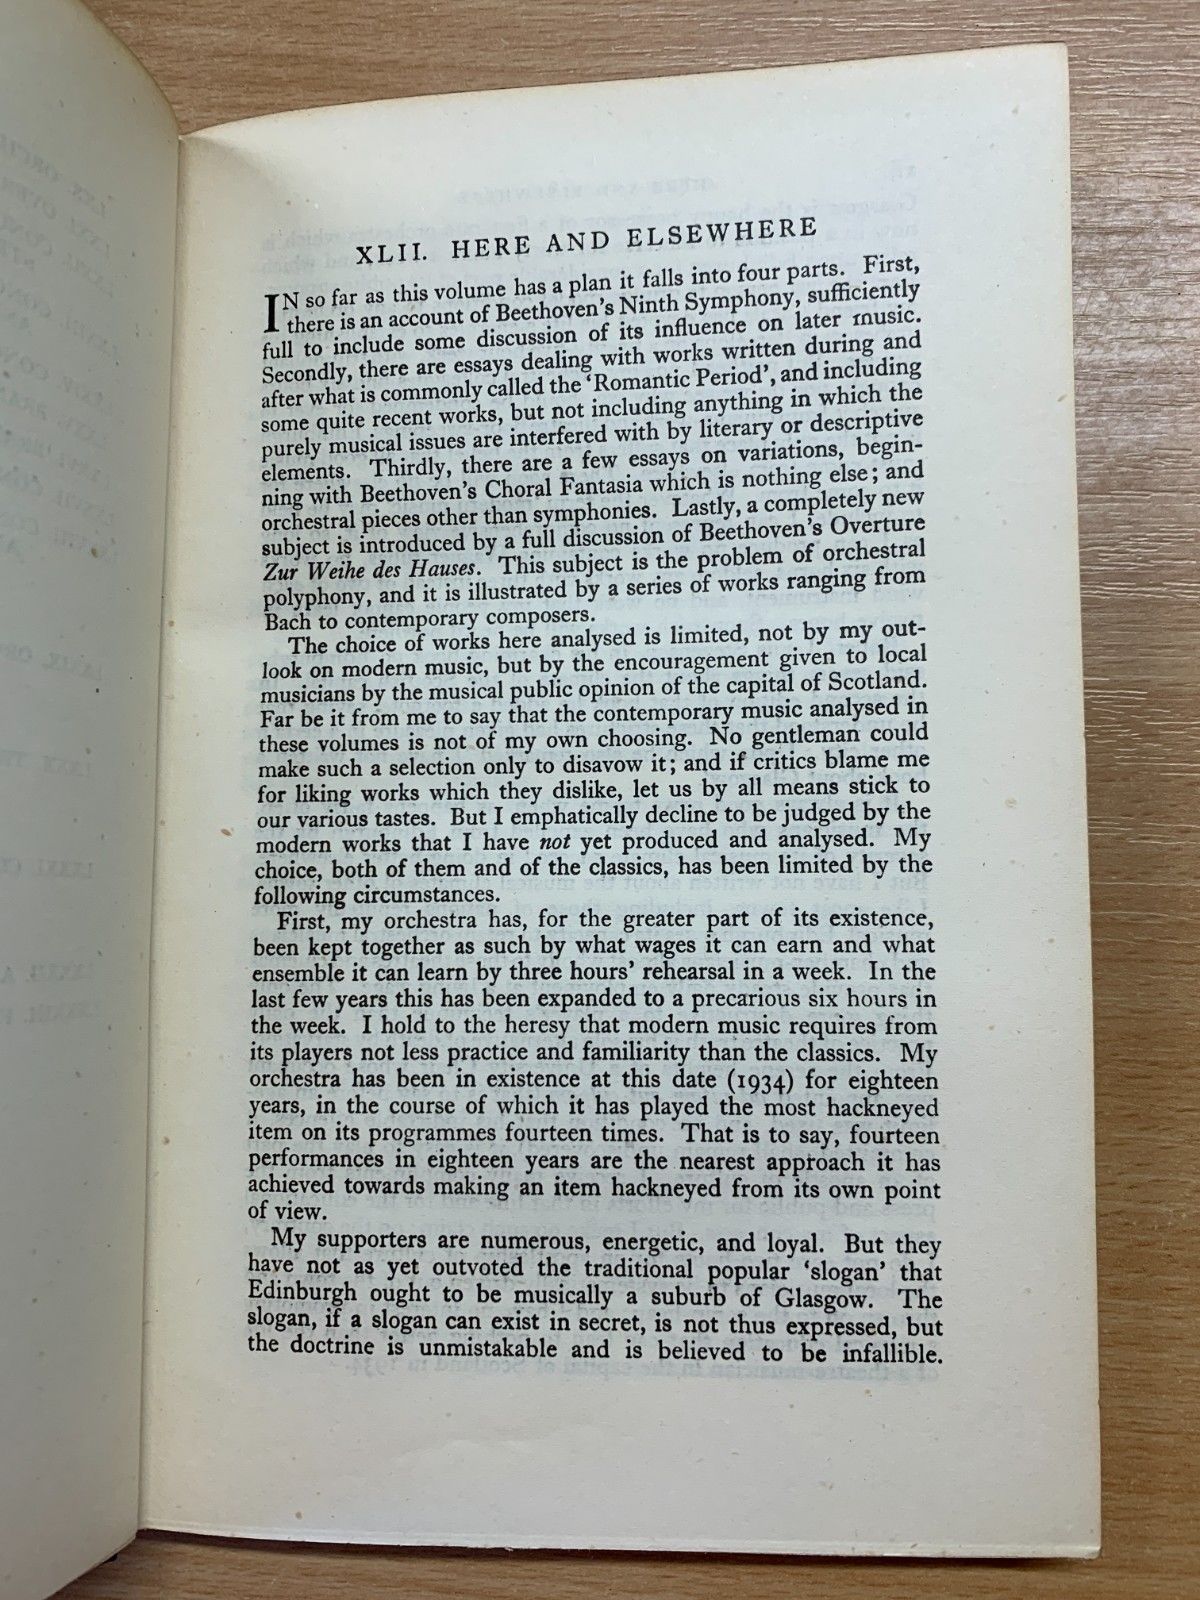 XLII. HERE AND ELSEWHERE
IN so far as this volume has a plan it falls into four parts. First,
there is an account of Beethoven's Ninth Symphony, sufficiently
full to include some discussion of its influence on later music.
Secondly, there are essays dealing with works written during and
after what is commonly called the 'Romantic Period', and including
some quite recent works, but not including anything in which the
purely musical issues are interfered with by literary or descriptive
elements. Thirdly, there are a few essays on variations, begin-
ning with Beethoven's Choral Fantasia which is nothing else; and
orchestral pieces other than symphonies. Lastly, a completely new
subject is introduced by a full discussion of Beethoven's Overture
Zur Weihe des Hauses. This subject is the problem of orchestral
polyphony, and it is illustrated by a series of works ranging from
Bach to contemporary composers.
The choice of works here analysed is limited, not by my out-
look on modern music, but by the encouragement given to local
musicians by the musical public opinion of the capital of Scotland.
Far be it from me to say that the contemporary music analysed in
these volumes is not of my own choosing. No gentleman could
make such a selection only to disavow it; and if critics blame me
for liking works which they dislike, let us by all means stick to
our various tastes. But I emphatically decline to be judged by the
modern works that I have not yet produced and analysed. My
choice, both of them and of the classics, has been limited by the
following circumstances.
First, my orchestra has, for the greater part of its existence,
been kept together as such by what wages it can earn and what
ensemble it can learn by three hours' rehearsal in a week. In the
last few years this has been expanded to a precarious six hours in
the week. I hold to the heresy that modern music requires from
its players not less practice and familiarity than the classics. My
orchestra has been in existence at this date (1934) for eighteen
years, in the course of which it has played the most hackneyed
item on its programmes fourteen times. That is to say, fourteen
performances in eighteen years are the nearest approach it has
achieved towards making an item hackneyed from its own point
of view.
My supporters are numerous, energetic, and loyal. But they
have not as yet outvoted the traditional popular 'slogan' that
Edinburgh ought to be musically a suburb of Glasgow. The
slogan, if a slogan can exist in secret, is not thus expressed, but
the doctrine is unmistakable and is believed to be infallible.